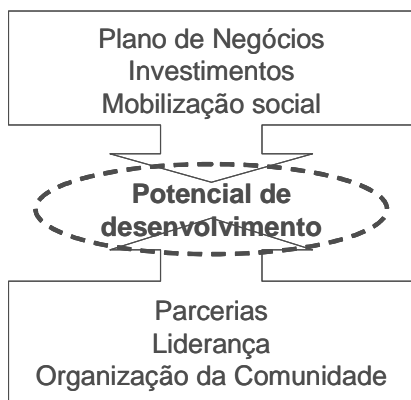 Plano de Negócios
Investimentos
Mobilização social
Potencial de
desenvolvimento
Parcerias
Liderança
Organização da Comunidade